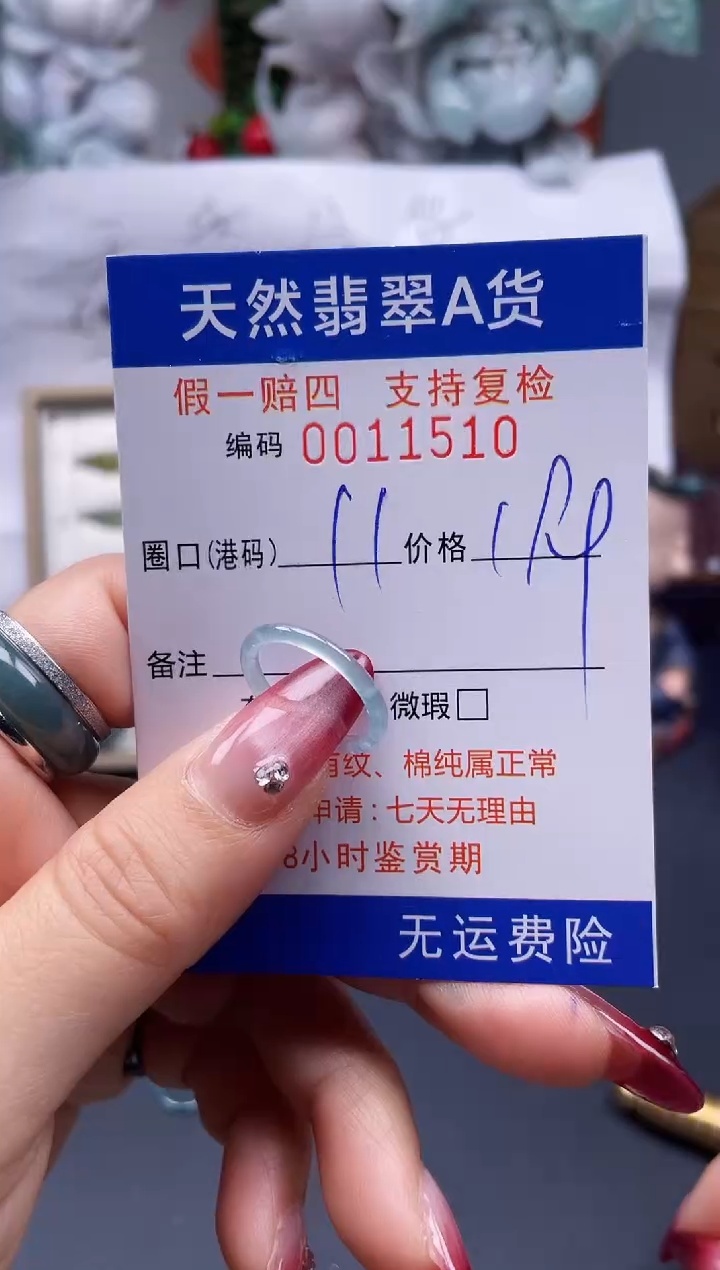 天然翡翠A货
假一赔四 支持复检
编码 0011510
圈口(港码) 11 价格
备注
微瑕□
有纹、棉纯属正常
申请:七天无理由
8小时鉴赏期
无运费险